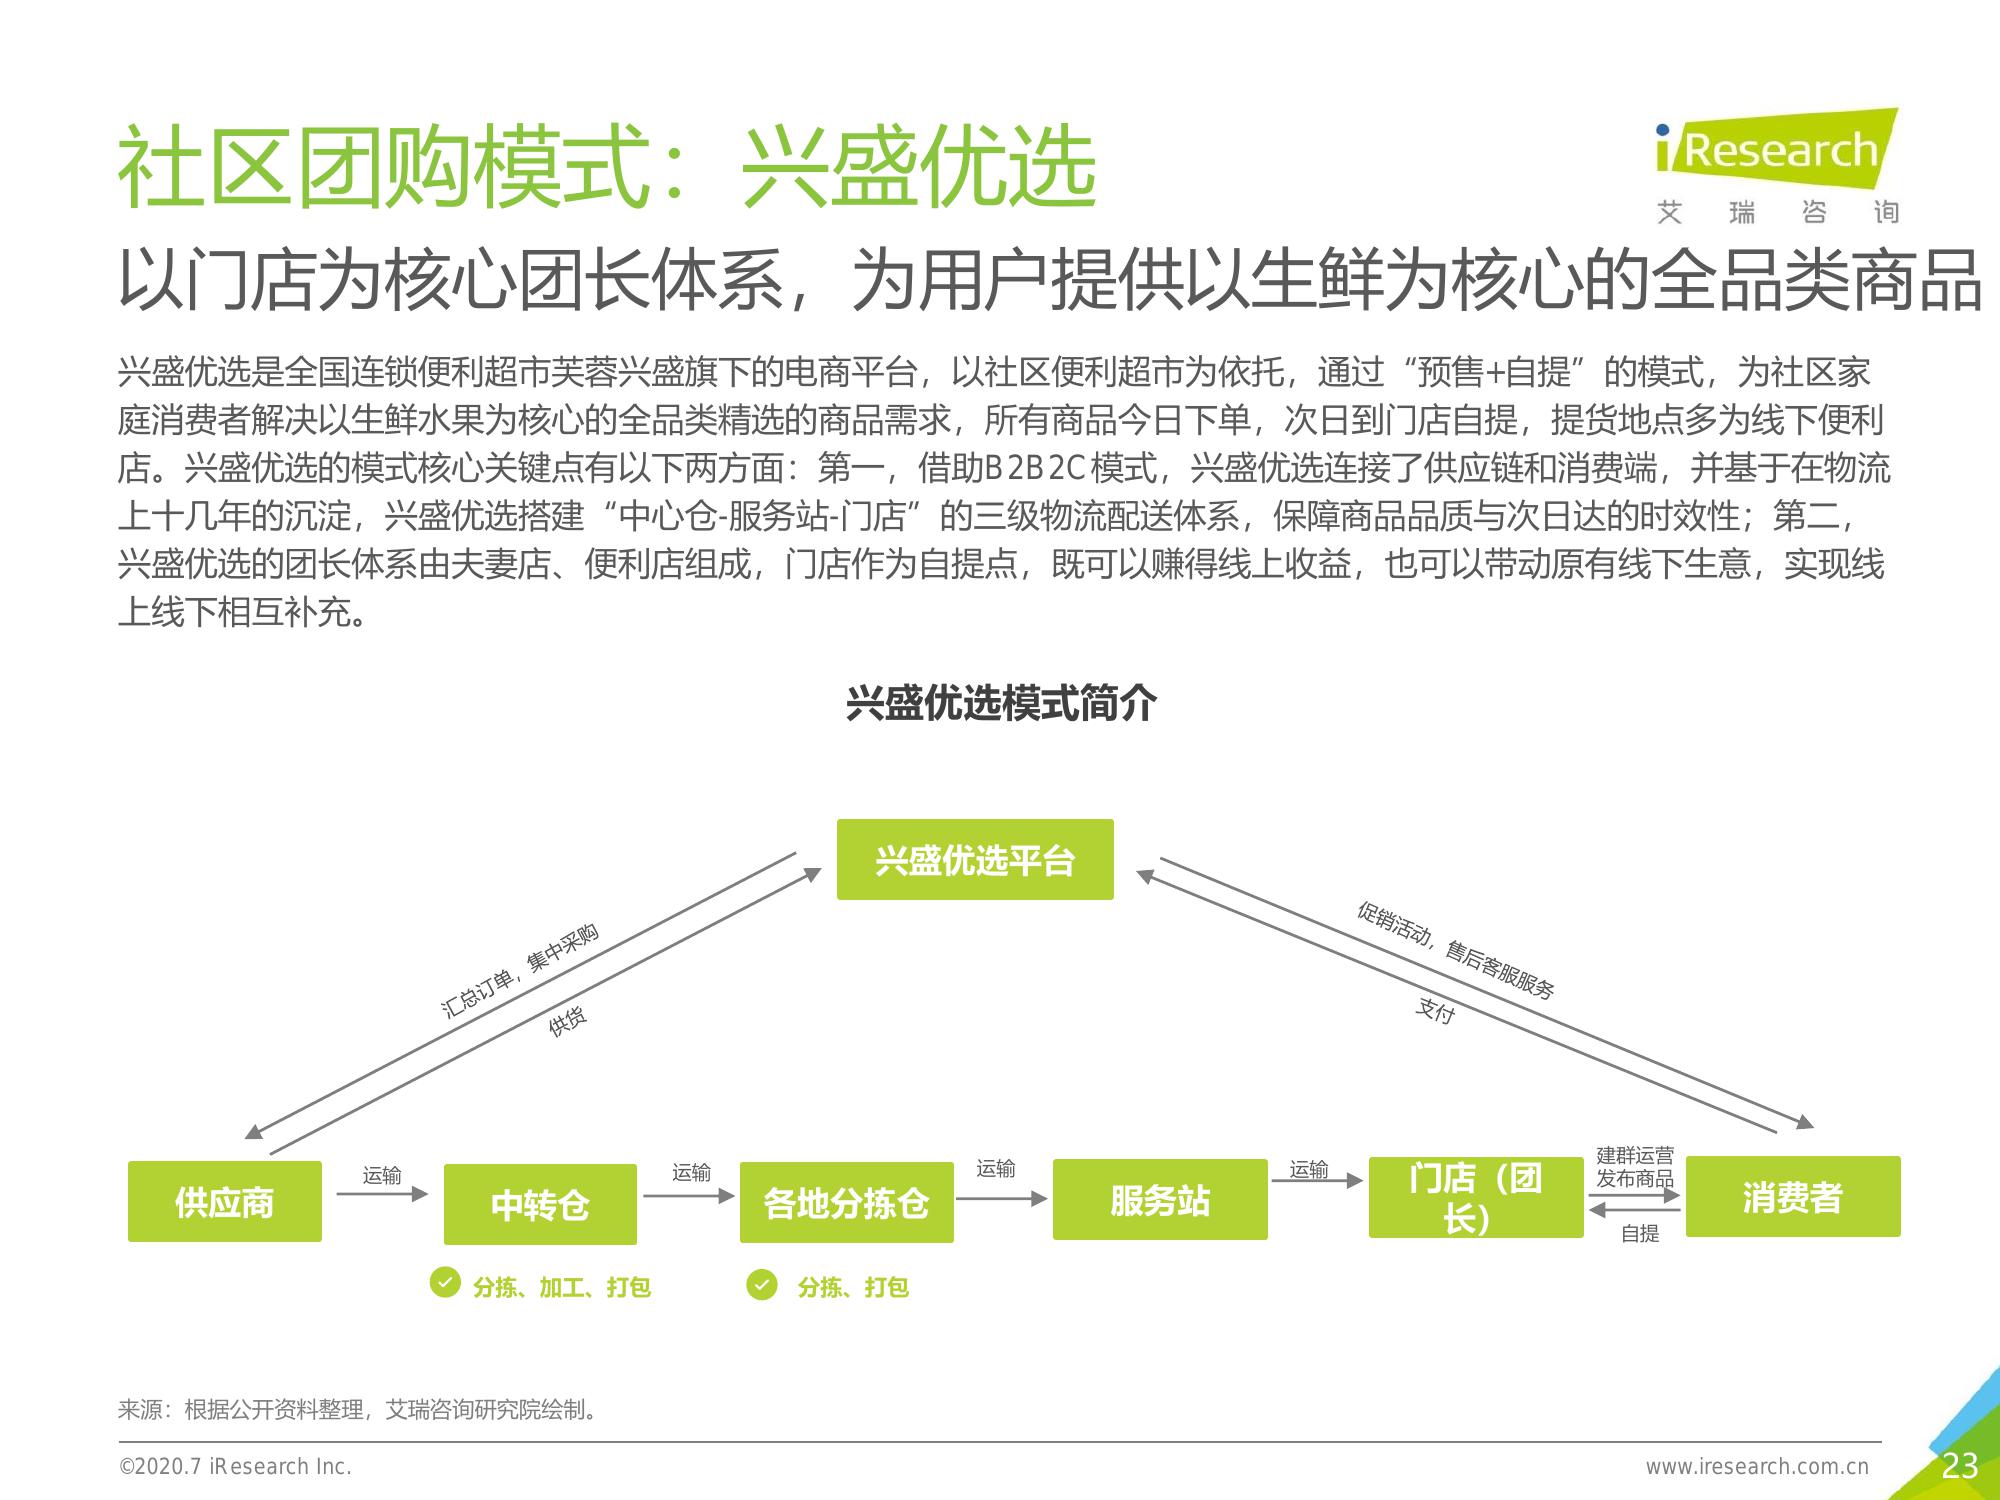 社区团购模式：兴盛优选
iResearch
艾 瑞 咨 询
以门店为核心团长体系，为用户提供以生鲜为核心的全品类商品
兴盛优选是全国连锁便利超市芙蓉兴盛旗下的电商平台，以社区便利超市为依托，通过“预售+自提”的模式，为社区家
庭消费者解决以生鲜水果为核心的全品类精选的商品需求，所有商品今日下单，次日到门店自提，提货地点多为线下便利
店。兴盛优选的模式核心关键点有以下两方面：第一，借助B2B2C模式，兴盛优选连接了供应链和消费端，并基于在物流
上十几年的沉淀，兴盛优选搭建“中心仓-服务站-门店”的三级物流配送体系，保障商品品质与次日达的时效性；第二，
兴盛优选的团长体系由夫妻店、便利店组成，门店作为自提点，既可以赚得线上收益，也可以带动原有线下生意，实现线
上线下相互补充。
兴盛优选模式简介
兴盛优选平台
汇总订单，集中采购
供货
促销活动，售后客服服务
支付
供应商
运输
中转仓
运输
各地分拣仓
运输
服务站
运输
门店（团
长）
建群运营
发布商品
自提
消费者
分拣、加工、打包
分拣、打包
来源：根据公开资料整理，艾瑞咨询研究院绘制。
©2020.7 iResearch Inc.
www.iresearch.com.cn
23